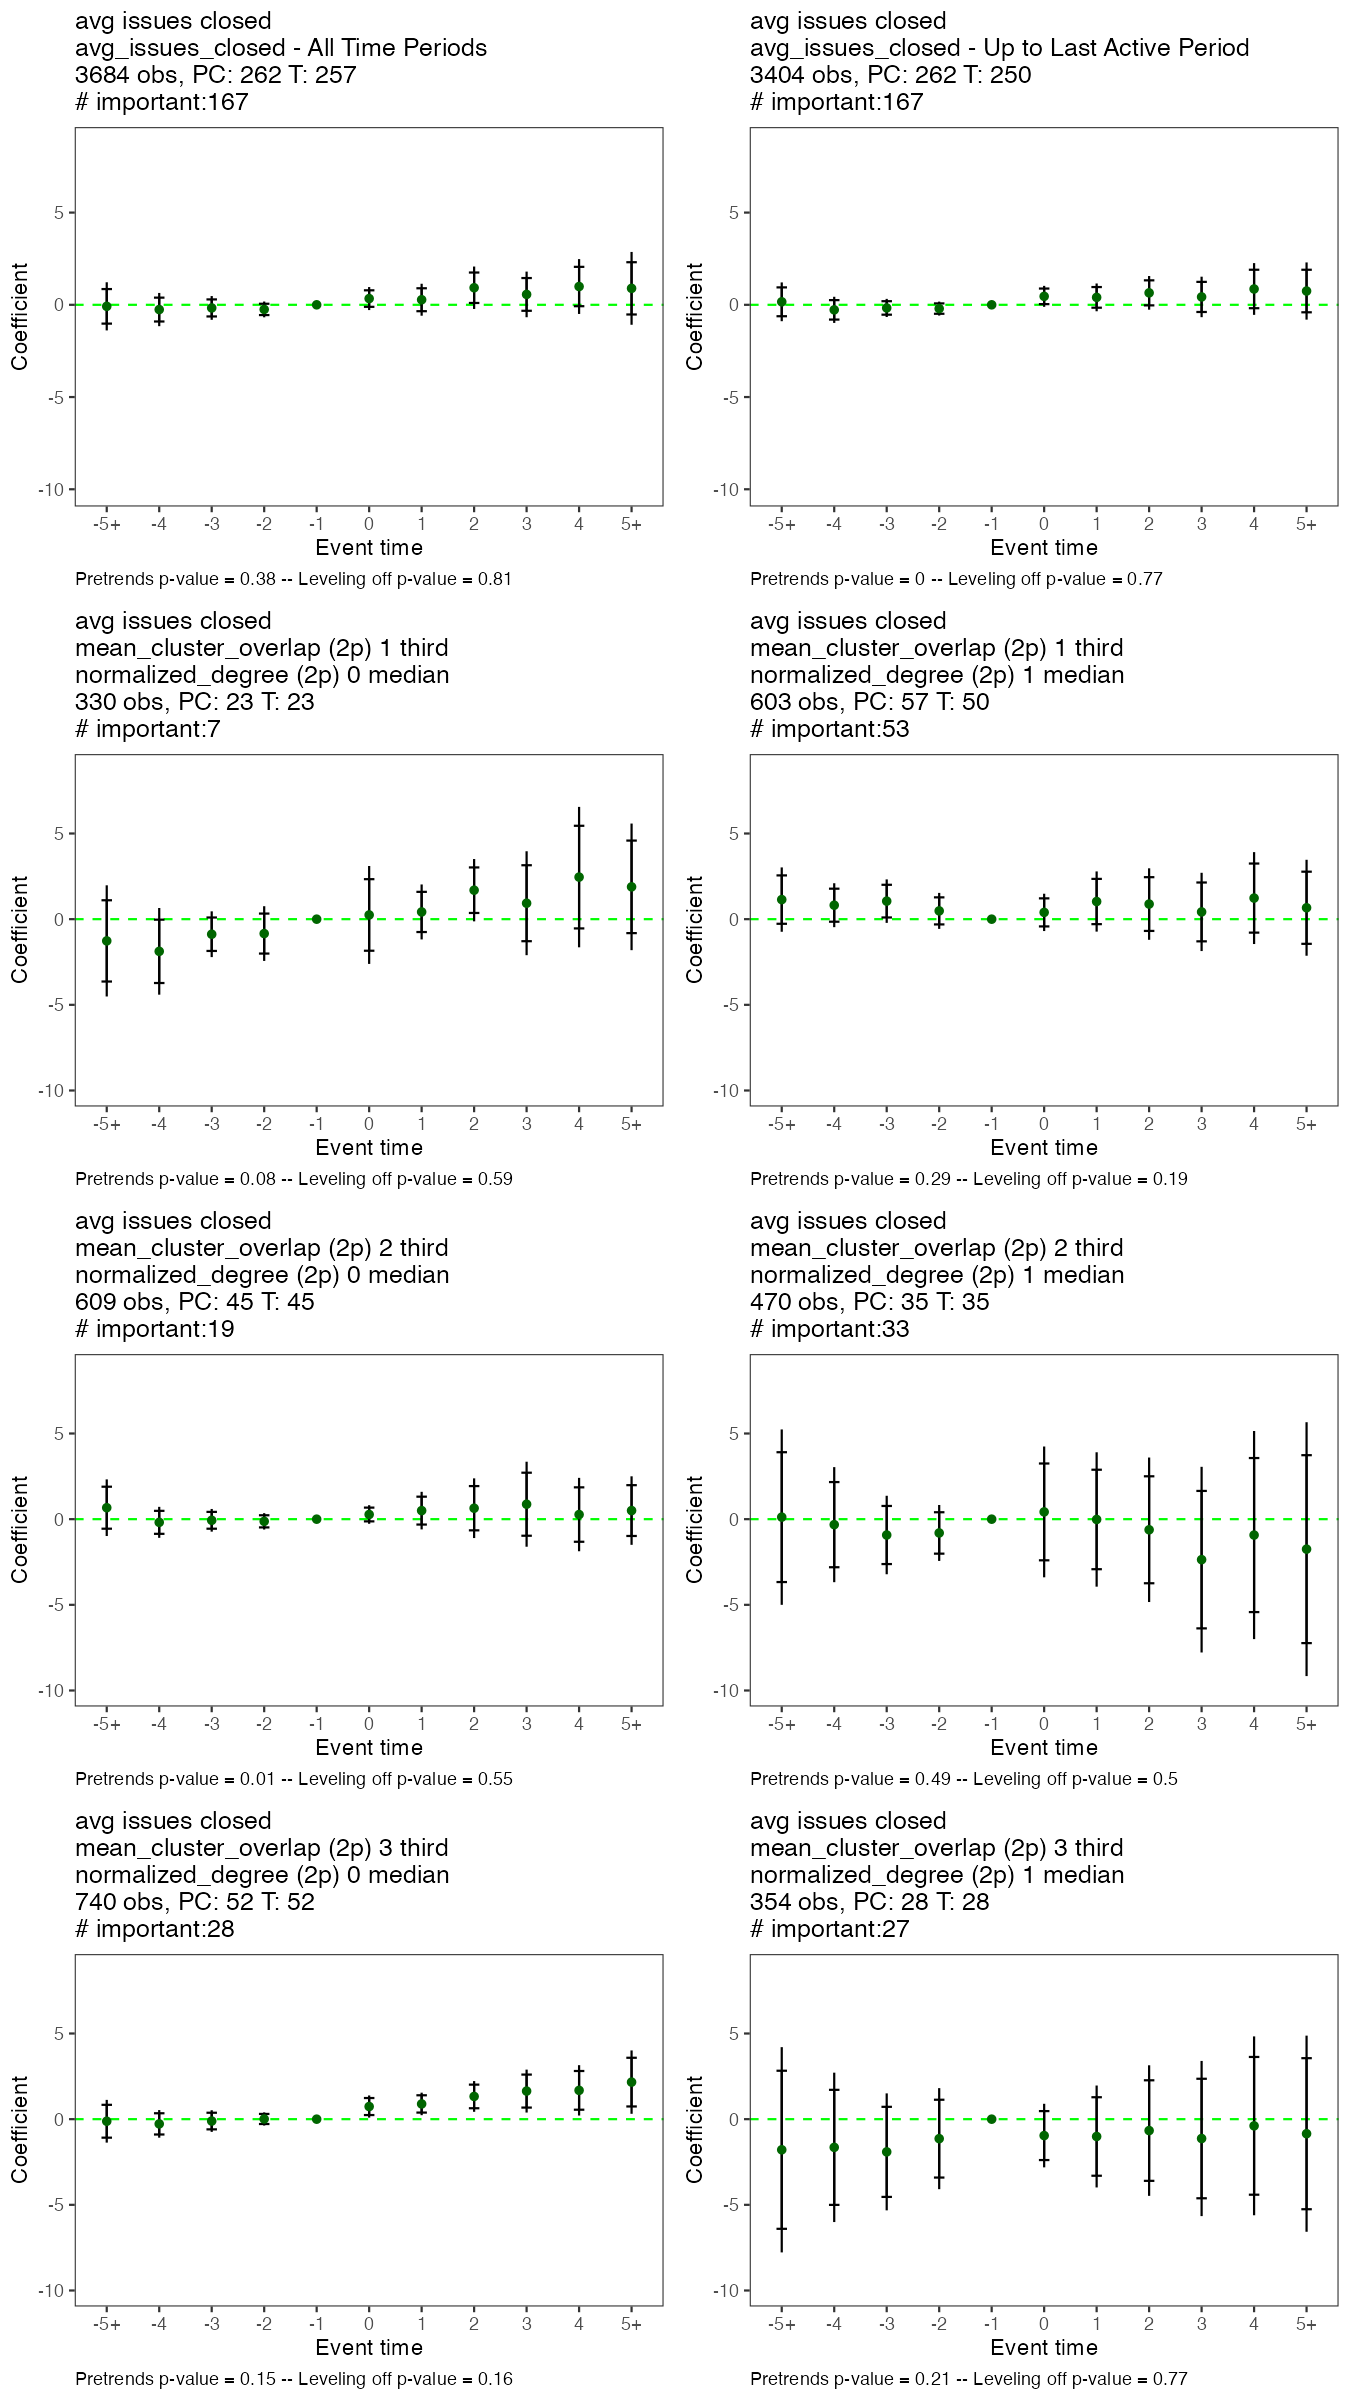 avg issues closed
avg_issues_closed - All Time Periods
3684 obs, PC: 262 T: 257
# important:167
Coefficient
5
0
-5
-10
-5+ -4 -3 -2 -1 0 1 2 3 4 5+
Event time
Pretrends p-value = 0.38 -- Leveling off p-value = 0.81
avg issues closed
avg_issues_closed - Up to Last Active Period
3404 obs, PC: 262 T: 250
# important:167
Coefficient
5
0
-5
-10
-5+ -4 -3 -2 -1 0 1 2 3 4 5+
Event time
Pretrends p-value = 0 -- Leveling off p-value = 0.77
avg issues closed
mean_cluster_overlap (2p) 1 third
normalized_degree (2p) 0 median
330 obs, PC: 23 T: 23
# important:7
Coefficient
5
0
-5
-10
-5+ -4 -3 -2 -1 0 1 2 3 4 5+
Event time
Pretrends p-value = 0.08 -- Leveling off p-value = 0.59
avg issues closed
mean_cluster_overlap (2p) 1 third
normalized_degree (2p) 1 median
603 obs, PC: 57 T: 50
# important:53
Coefficient
5
0
-5
-10
-5+ -4 -3 -2 -1 0 1 2 3 4 5+
Event time
Pretrends p-value = 0.29 -- Leveling off p-value = 0.19
avg issues closed
mean_cluster_overlap (2p) 2 third
normalized_degree (2p) 0 median
609 obs, PC: 45 T: 45
# important:19
Coefficient
5
0
-5
-10
-5+ -4 -3 -2 -1 0 1 2 3 4 5+
Event time
Pretrends p-value = 0.01 -- Leveling off p-value = 0.55
avg issues closed
mean_cluster_overlap (2p) 2 third
normalized_degree (2p) 1 median
470 obs, PC: 35 T: 35
# important:33
Coefficient
5
0
-5
-10
-5+ -4 -3 -2 -1 0 1 2 3 4 5+
Event time
Pretrends p-value = 0.49 -- Leveling off p-value = 0.5
avg issues closed
mean_cluster_overlap (2p) 3 third
normalized_degree (2p) 0 median
740 obs, PC: 52 T: 52
# important:28
Coefficient
5
0
-5
-10
-5+ -4 -3 -2 -1 0 1 2 3 4 5+
Event time
Pretrends p-value = 0.15 -- Leveling off p-value = 0.16
avg issues closed
mean_cluster_overlap (2p) 3 third
normalized_degree (2p) 1 median
354 obs, PC: 28 T: 28
# important:27
Coefficient
5
0
-5
-10
-5+ -4 -3 -2 -1 0 1 2 3 4 5+
Event time
Pretrends p-value = 0.21 -- Leveling off p-value = 0.77